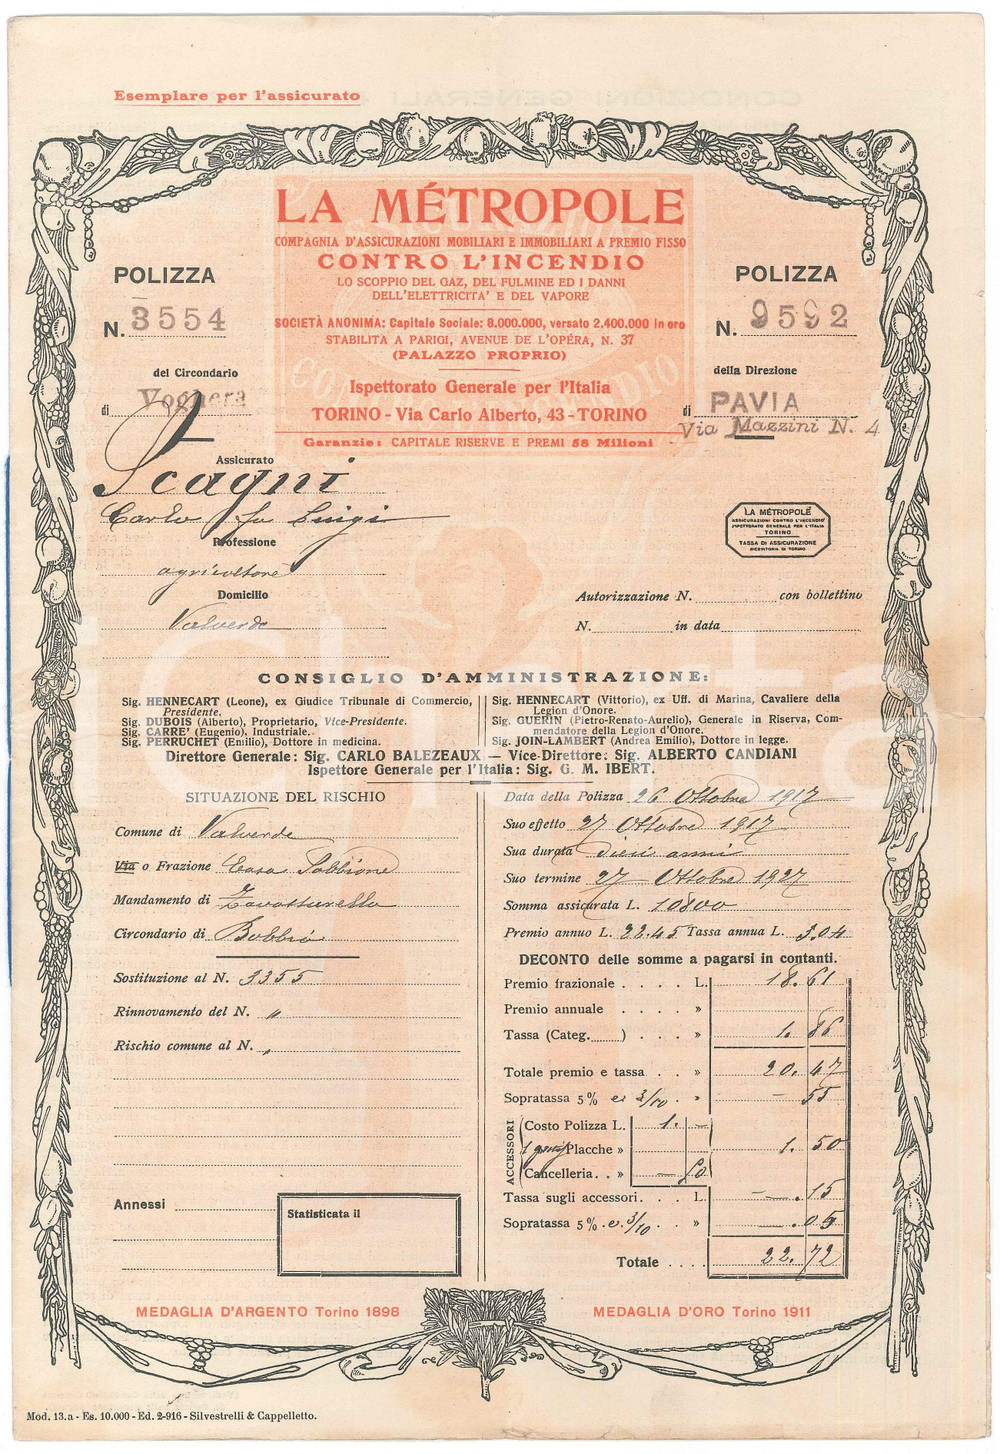 Esemplare per l'assicurato
LA MÉTROPOLE
COMPAGNIA D'ASSICURAZIONI MOBILIARI E IMMOBILIARI A PREMIO FISSO
CONTRO L'INCENDIO
LO SCOPPIO DEL GAZ, DEL FULMINE ED I DANNI
DELL'ELETTRICITA' E DEL VAPORE
SOCIETÀ ANONIMA: Capitale Sociale: 8.000.000, versato 2.400.000 in oro
STABILITA A PARIGI, AVENUE DE L'OPÉRA, N. 37
(PALAZZO PROPRIO)
Ispettorato Generale per l'Italia
TORINO - Via Carlo Alberto, 43 - TORINO
Garanzie: CAPITALE RISERVE E PREMI 58 Milioni
POLIZZA
N. 3554
del Circondario
di Voghera
POLIZZA
N. 9592
della Direzione
di PAVIA
Via Mazzini N. 4
Assicurato
Scagni
Carlo fu Luigi
Professione
agricoltore
Domicilio
Valverde
LA MÉTROPOLE
ASSICURAZIONI CONTRO L'INCENDIO
ISPETTORATO GENERALE PER L'ITALIA
TORINO
TASSA DI ASSICURAZIONE
RICEVITORIA DI TORINO
Autorizzazione N. con bollettino
N. in data
CONSIGLIO D'AMMINISTRAZIONE:
Sig. HENNECART (Leone), ex Giudice Tribunale di Commercio,
Presidente.
Sig. DUBOIS (Alberto), Proprietario, Vice-Presidente.
Sig. CARRE' (Eugenio), Industriale.
Sig. PERRUCHET (Emilio), Dottore in medicina.
Sig. HENNECART (Vittorio), ex Uff. di Marina, Cavaliere della
Legion d'Onore.
Sig. GUERIN (Pietro-Renato-Aurelio), Generale in Riserva, Com-
mendatore della Legion d'Onore.
Sig. JOIN-LAMBERT (Andrea Emilio), Dottore in legge.
Direttore Generale: Sig. CARLO BALEZEAUX — Vice-Direttore: Sig. ALBERTO CANDIANI
Ispettore Generale per l'Italia: Sig. G. M. IBERT.
SITUAZIONE DEL RISCHIO
Comune di Valverde
Via o Frazione Casa Sabbione
Mandamento di Zavattarello
Circondario di Bobbio
Sostituzione al N. 3355
Rinnovamento del N. "
Rischio comune al N. "
Annessi
Statisticata il
Data della Polizza 26 Ottobre 1917
Suo effetto 27 Ottobre 1917
Sua durata dieci anni
Suo termine 27 Ottobre 1927
Somma assicurata L. 10800
Premio annuo L. 22.45 Tassa annua L. 3.04
DECONTO delle somme a pagarsi in contanti.
Premio frazionale . . . . L. 18.61
Premio annuale . . . . »
Tassa (Categ. ) . . . » 1.86
Totale premio e tassa . . » 20.47
Sopratassa 5 % e 3/10 . » - 55
ACCESSORI
Costo Polizza L. 1. -
Placche » 1. 50
Cancelleria . . » - 50
Tassa sugli accessori. . . L. - .15
Sopratassa 5 % . e. 3/10 . . » - .05
Totale . . . . 22.72
MEDAGLIA D'ARGENTO Torino 1898
MEDAGLIA D'ORO Torino 1911
Mod. 13.a - Es. 10.000 - Ed. 2-916 - Silvestrelli & Cappelletto.